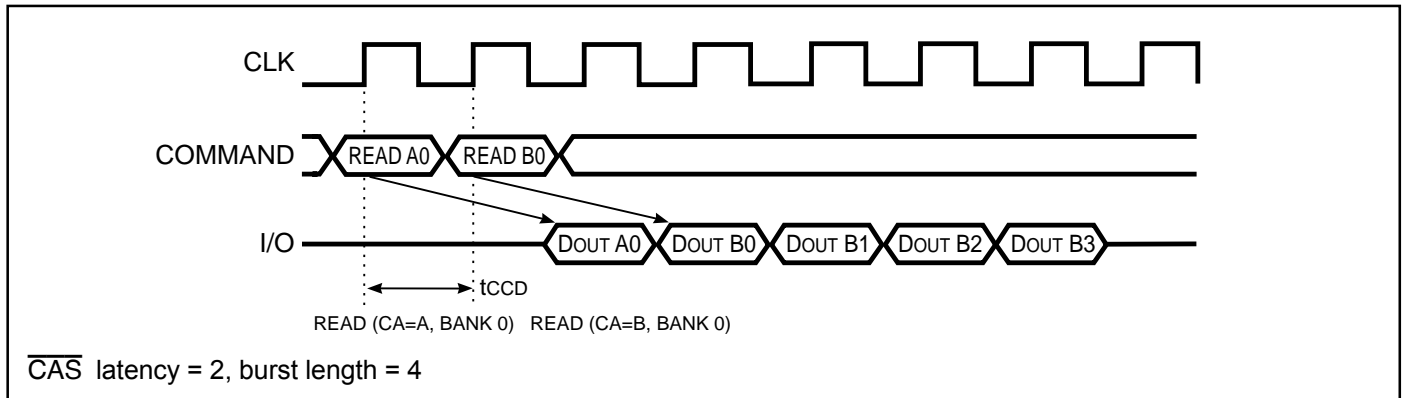 CLK
COMMAND READ A0 READ B0
I/O DOUT A0 DOUT B0 DOUT B1 DOUT B2 DOUT B3
tCCD
READ (CA=A, BANK 0) READ (CA=B, BANK 0)
C̅A̅S̅ latency = 2, burst length = 4